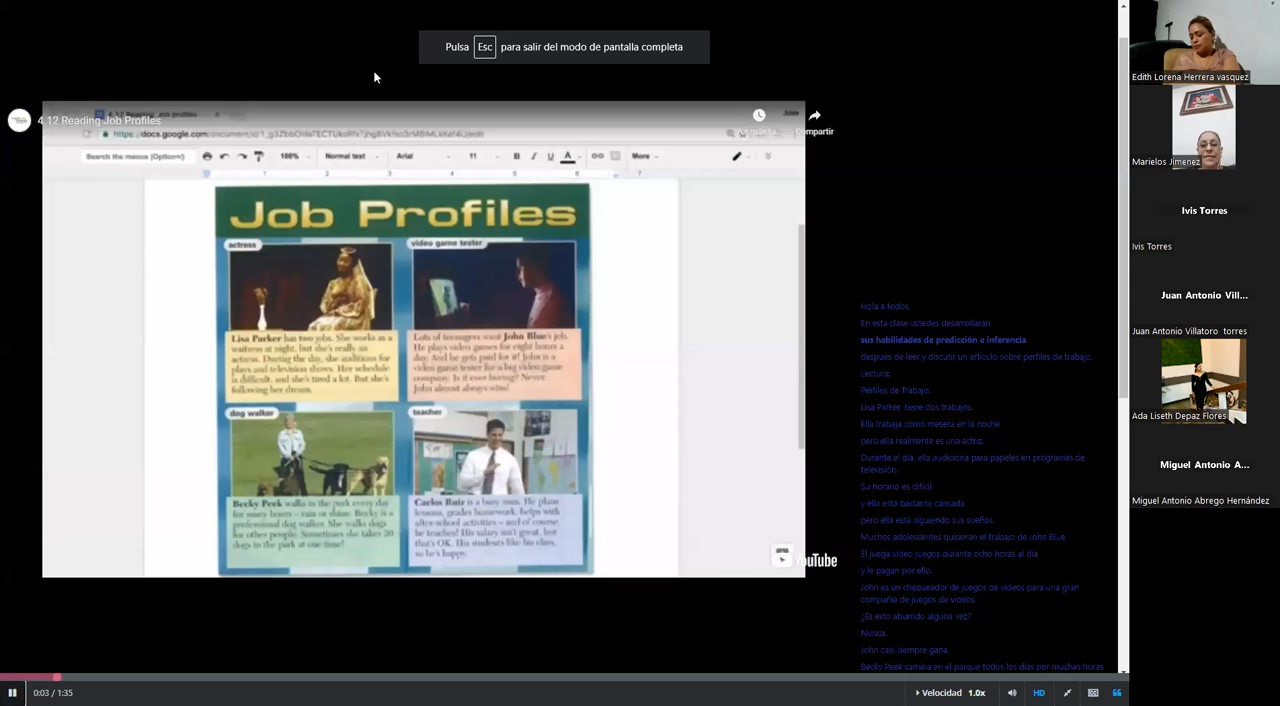 Pulsa Esc para salir del modo de pantalla completa
4.12 Reading Job Profiles
Compartir
Search the menus (Option+/)
100%
Normal text
Arial
11
B I U A
More
1 2 3 4 5 6 7
Job Profiles
actress
Lisa Parker has two jobs. She works as a
waitress at night, but she's really an
actress. During the day, she auditions for
plays and television shows. Her schedule
is difficult, and she's tired a lot. But she's
following her dream.
video game tester
Lots of teenagers want John Blue's job.
He plays video games for eight hours a
day. And he gets paid for it! John is a
video game tester for a big video game
company. Is it ever boring? Never.
John almost always wins!
dog walker
Becky Peek walks in the park every day
for many hours – rain or shine. Becky is a
professional dog walker. She walks dogs
for other people. Sometimes she takes 20
dogs to the park at one time!
teacher
Carlos Ruiz is a busy man. He plans
lessons, grades homework, helps with
after-school activities – and of course,
he teaches! His salary isn't great, but
that's OK. His students like his class,
so he's happy.
YouTube
Hola a todos.
En esta clase ustedes desarrollarán
sus habilidades de predicción e inferencia
después de leer y discutir un artículo sobre perfiles de trabajo.
Lectura:
Perfiles de Trabajo.
Lisa Parker: tiene dos trabajos.
Ella trabaja como mesera en la noche
pero ella realmente es una actriz.
Durante el día, ella audiciona para papeles en programas de
televisión.
Su horario es difícil
y ella está bastante cansada
pero ella está siguiendo sus sueños.
Muchos adolescentes quisieran el trabajo de John Blue.
Él juega video juegos durante ocho horas al día
y le pagan por ello.
John es un chequeador de juegos de videos para una gran
compañía de juegos de videos.
¿Es esto aburrido alguna vez?
Nunca.
John casi siempre gana.
Becky Peek camina en el parque todos los días por muchas horas
0:03 / 1:35
Velocidad 1.0x
HD
Edith Lorena Herrera vasquez
Marielos Jimenez
Ivis Torres
Ivis Torres
Juan Antonio Vill...
Juan Antonio Villatoro torres
Ada Liseth Depaz Flores
Miguel Antonio A...
Miguel Antonio Abrego Hernández